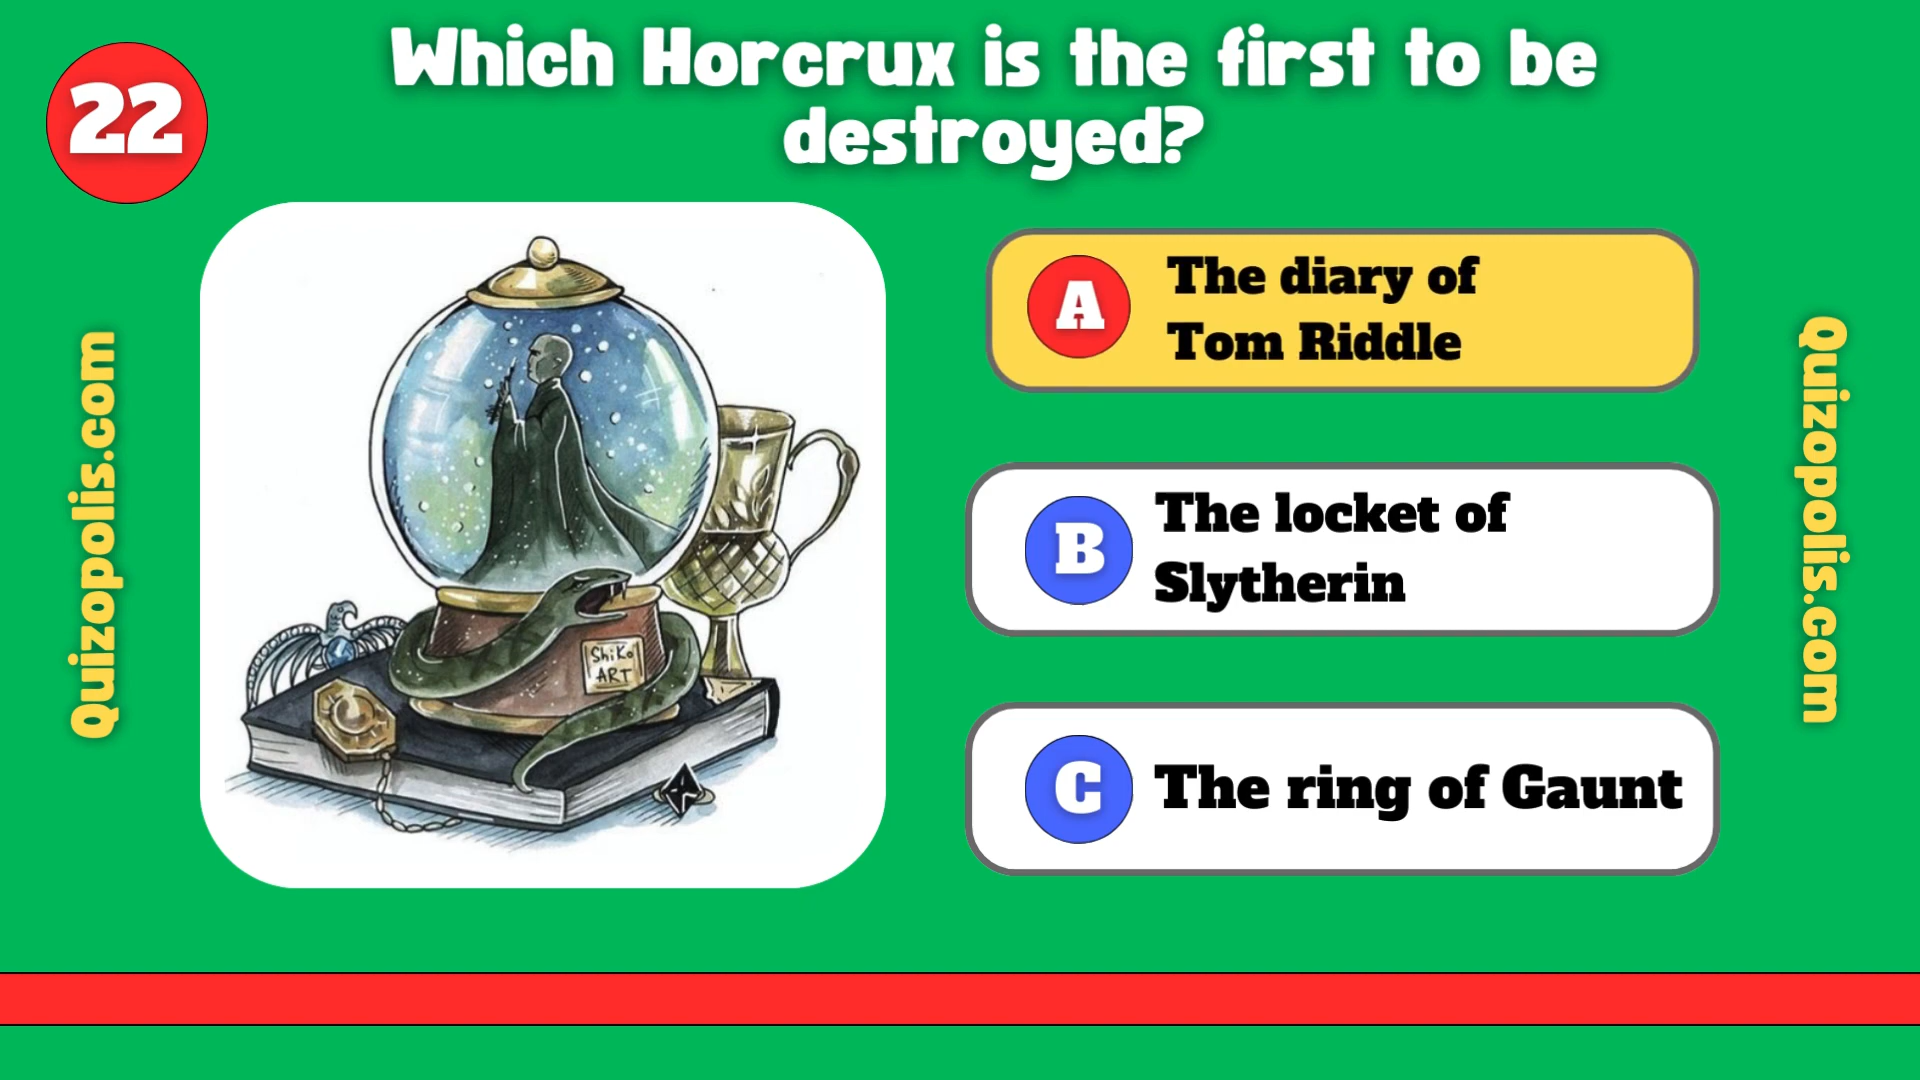 22
Which Horcrux is the first to be
destroyed?
Quizopolis.com
ShiKo
ART
A
The diary of
Tom Riddle
B
The locket of
Slytherin
C
The ring of Gaunt
Quizopolis.com